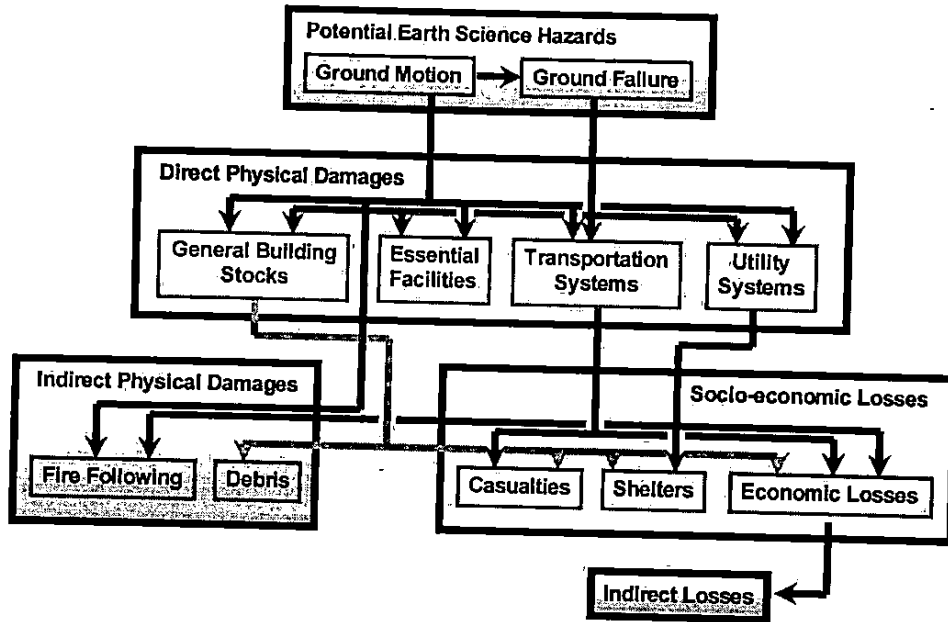 Potential Earth Science Hazards
Ground Motion
Ground Failure
Direct Physical Damages
General Building
Stocks
Essential
Facilities
Transportation
Systems
Utility
Systems
Indirect Physical Damages
Socio-economic Losses
Fire Following
Debris
Casualties
Shelters
Economic Losses
Indirect Losses